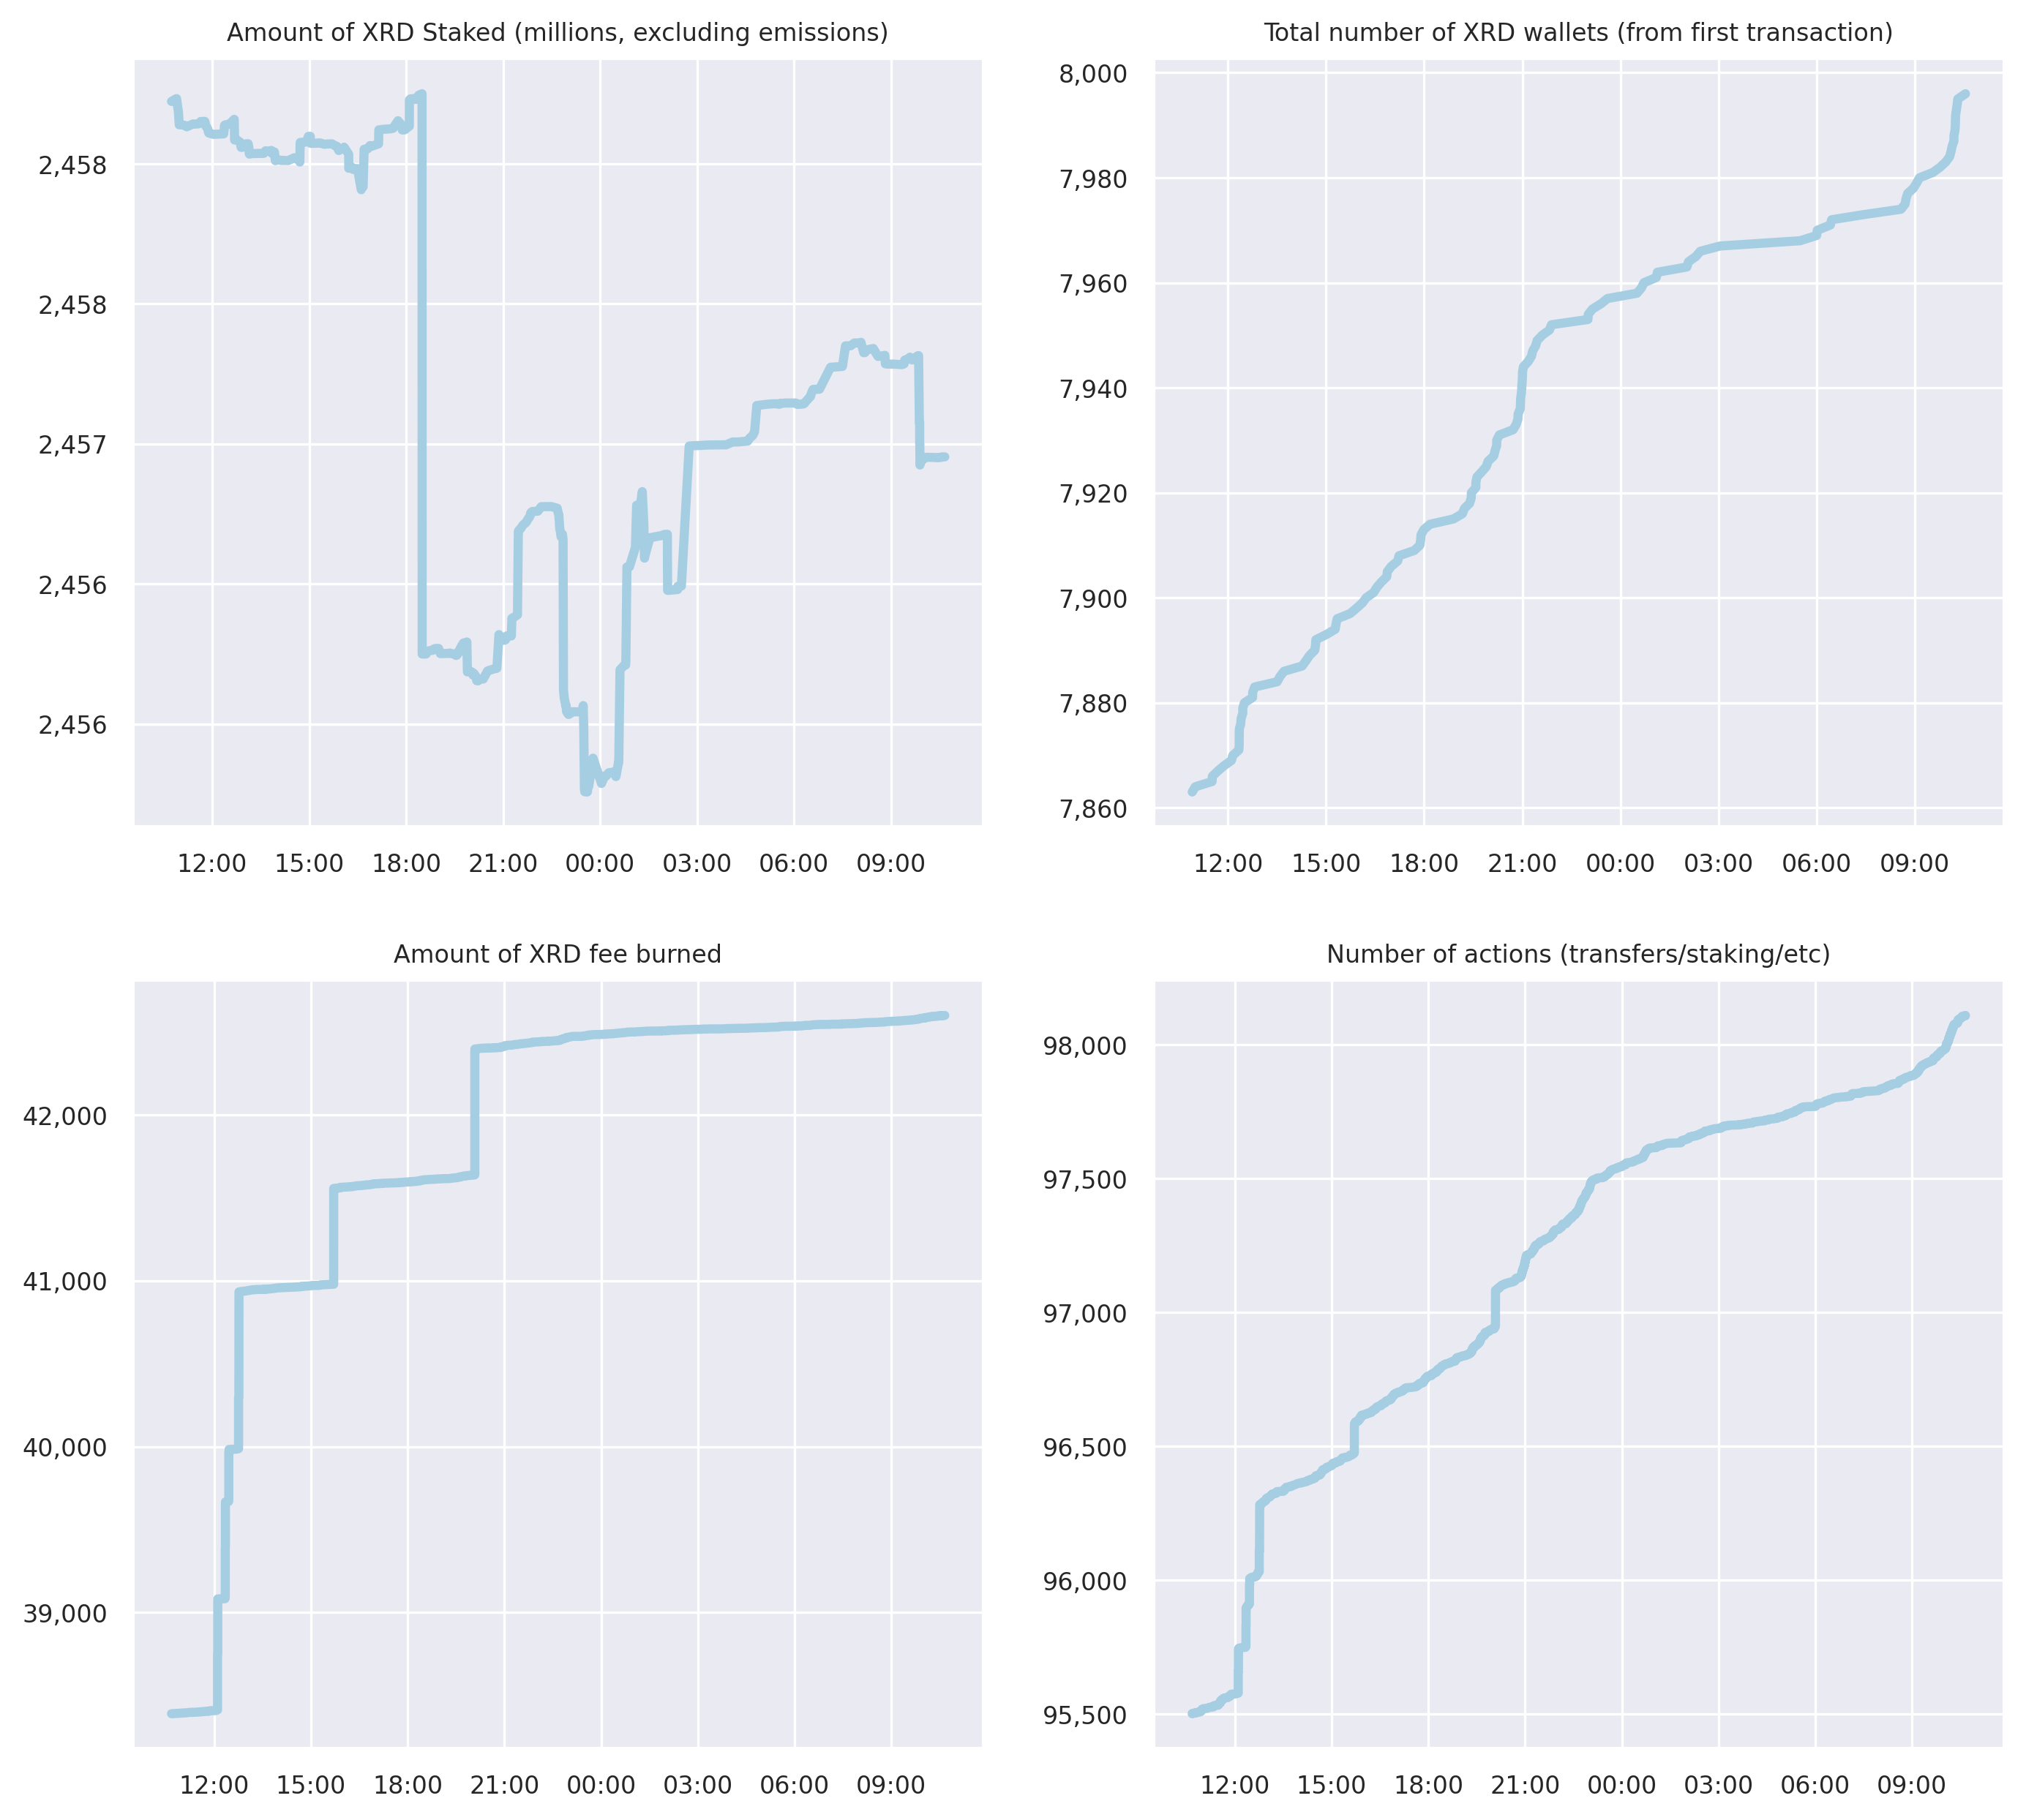 Amount of XRD Staked (millions, excluding emissions)
2,458
2,458
2,457
2,456
2,456
12:00 15:00 18:00 21:00 00:00 03:00 06:00 09:00
Total number of XRD wallets (from first transaction)
8,000
7,980
7,960
7,940
7,920
7,900
7,880
7,860
12:00 15:00 18:00 21:00 00:00 03:00 06:00 09:00
Amount of XRD fee burned
42,000
41,000
40,000
39,000
12:00 15:00 18:00 21:00 00:00 03:00 06:00 09:00
Number of actions (transfers/staking/etc)
98,000
97,500
97,000
96,500
96,000
95,500
12:00 15:00 18:00 21:00 00:00 03:00 06:00 09:00